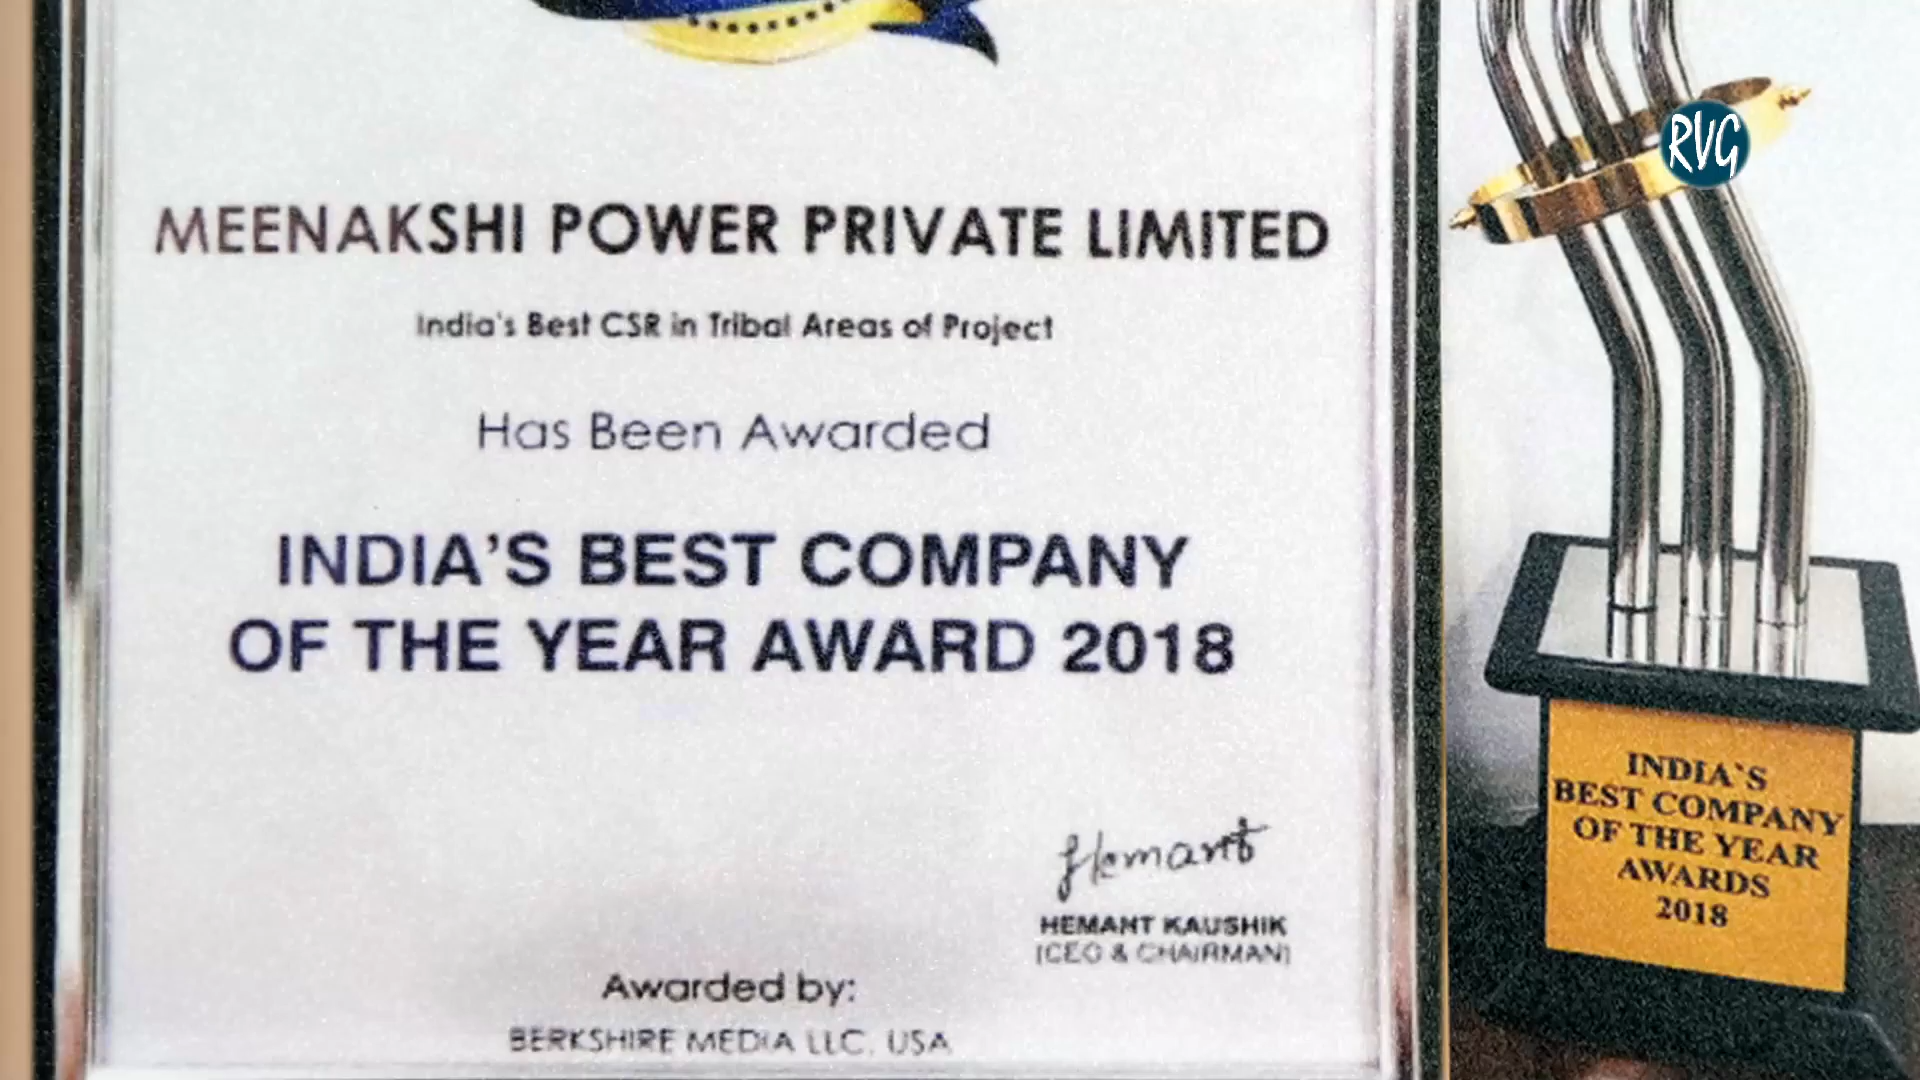 MEENAKSHI POWER PRIVATE LIMITED
India's Best CSR in Tribal Areas of Project
Has Been Awarded
INDIA'S BEST COMPANY
OF THE YEAR AWARD 2018
Hemant
HEMANT KAUSHIK
(CEO & CHAIRMAN)
Awarded by:
BERKSHIRE MEDIA LLC. USA
RVG
INDIA`S
BEST COMPANY
OF THE YEAR
AWARDS
2018